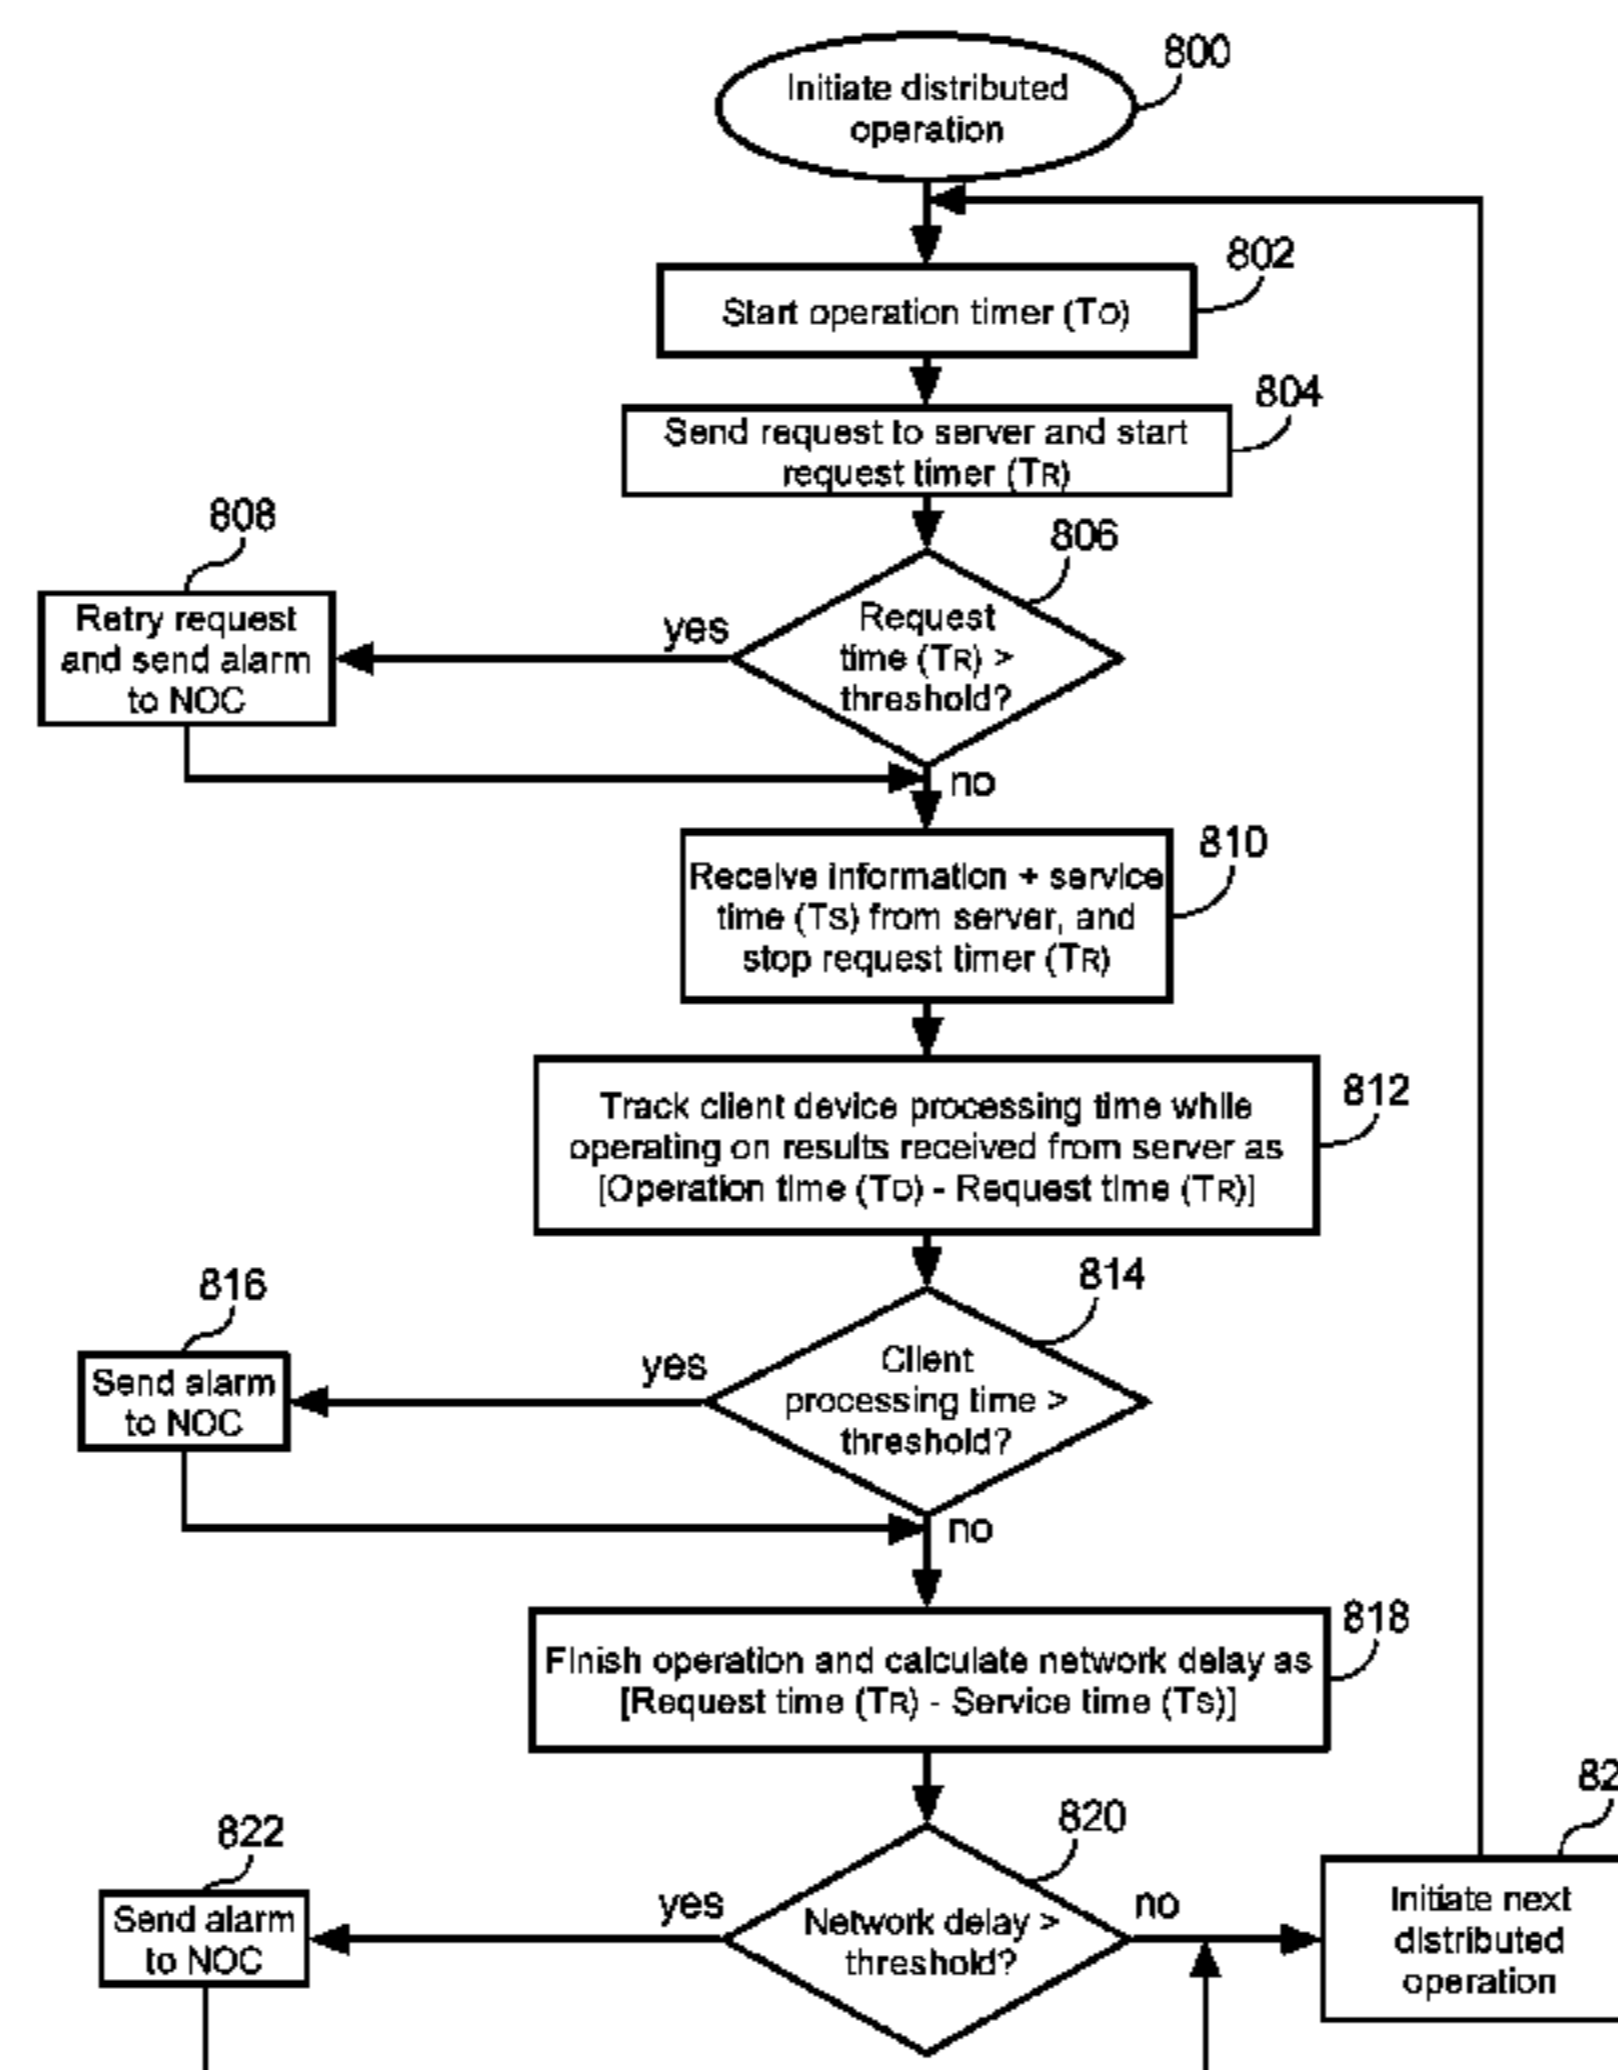 800
Initiate distributed
operation
802
Start operation timer (TO)
804
Send request to server and start
request timer (TR)
806
Request
time (TR) >
threshold?
yes
no
808
Retry request
and send alarm
to NOC
810
Receive information + service
time (TS) from server, and
stop request timer (TR)
812
Track client device processing time while
operating on results received from server as
[Operation time (TO) - Request time (TR)]
814
Client
processing time >
threshold?
yes
no
816
Send alarm
to NOC
818
Finish operation and calculate network delay as
[Request time (TR) - Service time (TS)]
820
Network delay >
threshold?
yes
no
822
Send alarm
to NOC
Initiate next
distributed
operation